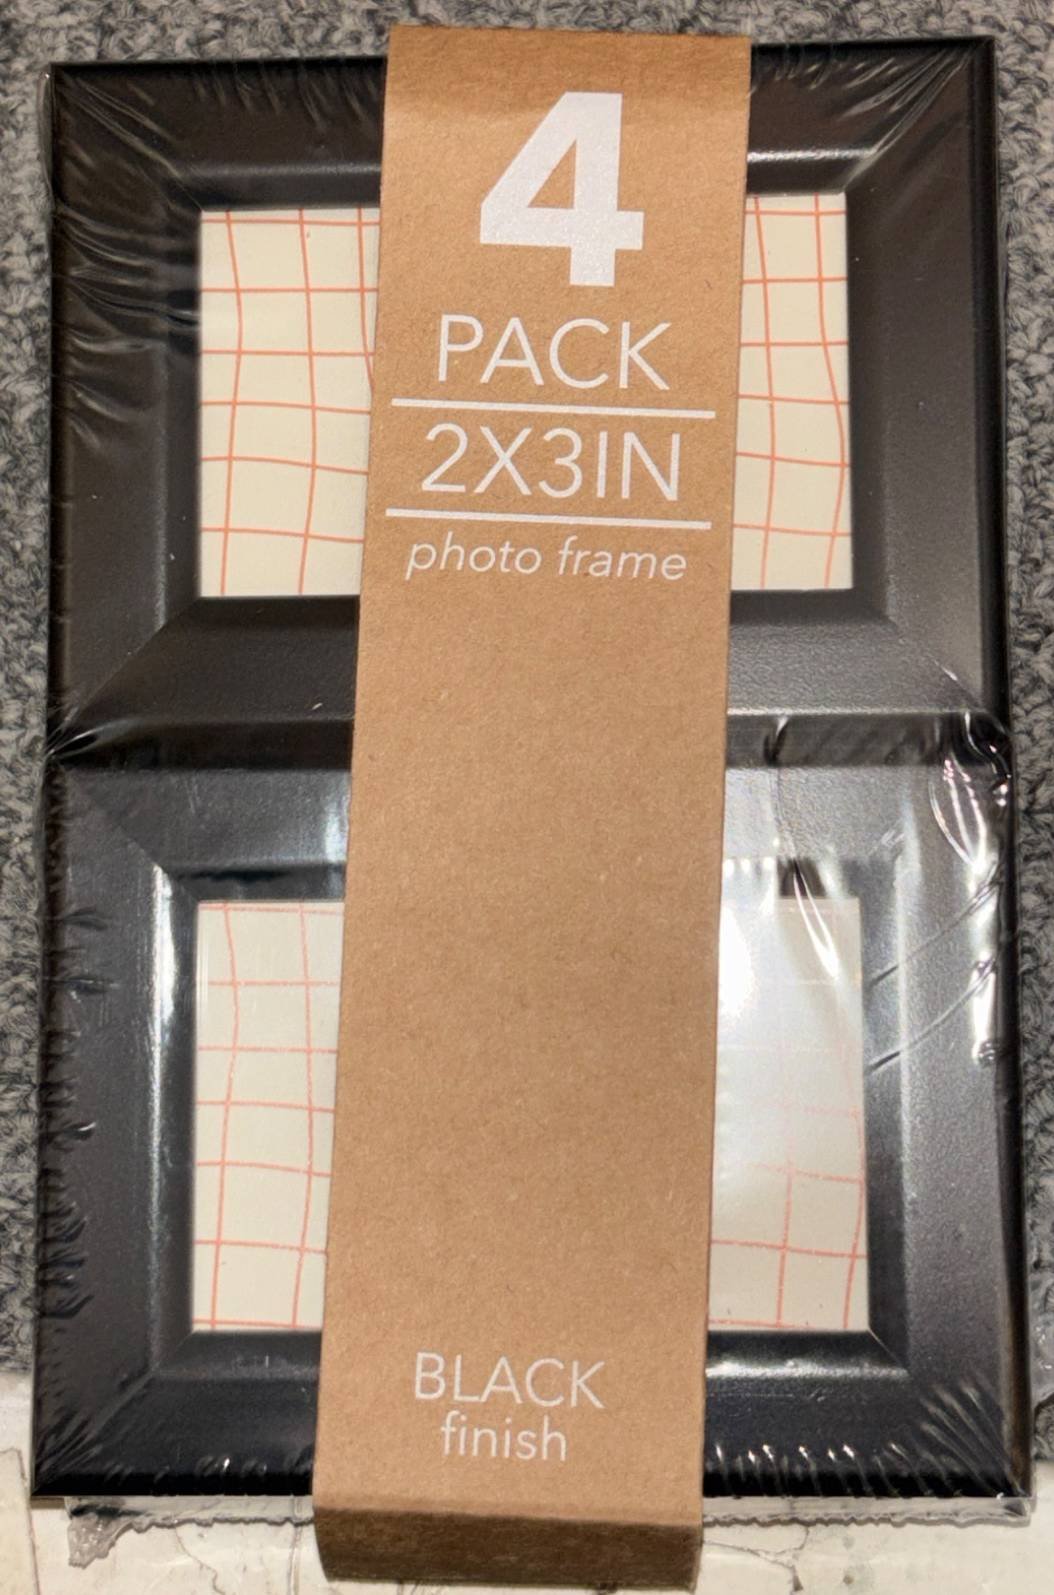 4
PACK
2X3IN
photo frame
BLACK
finish